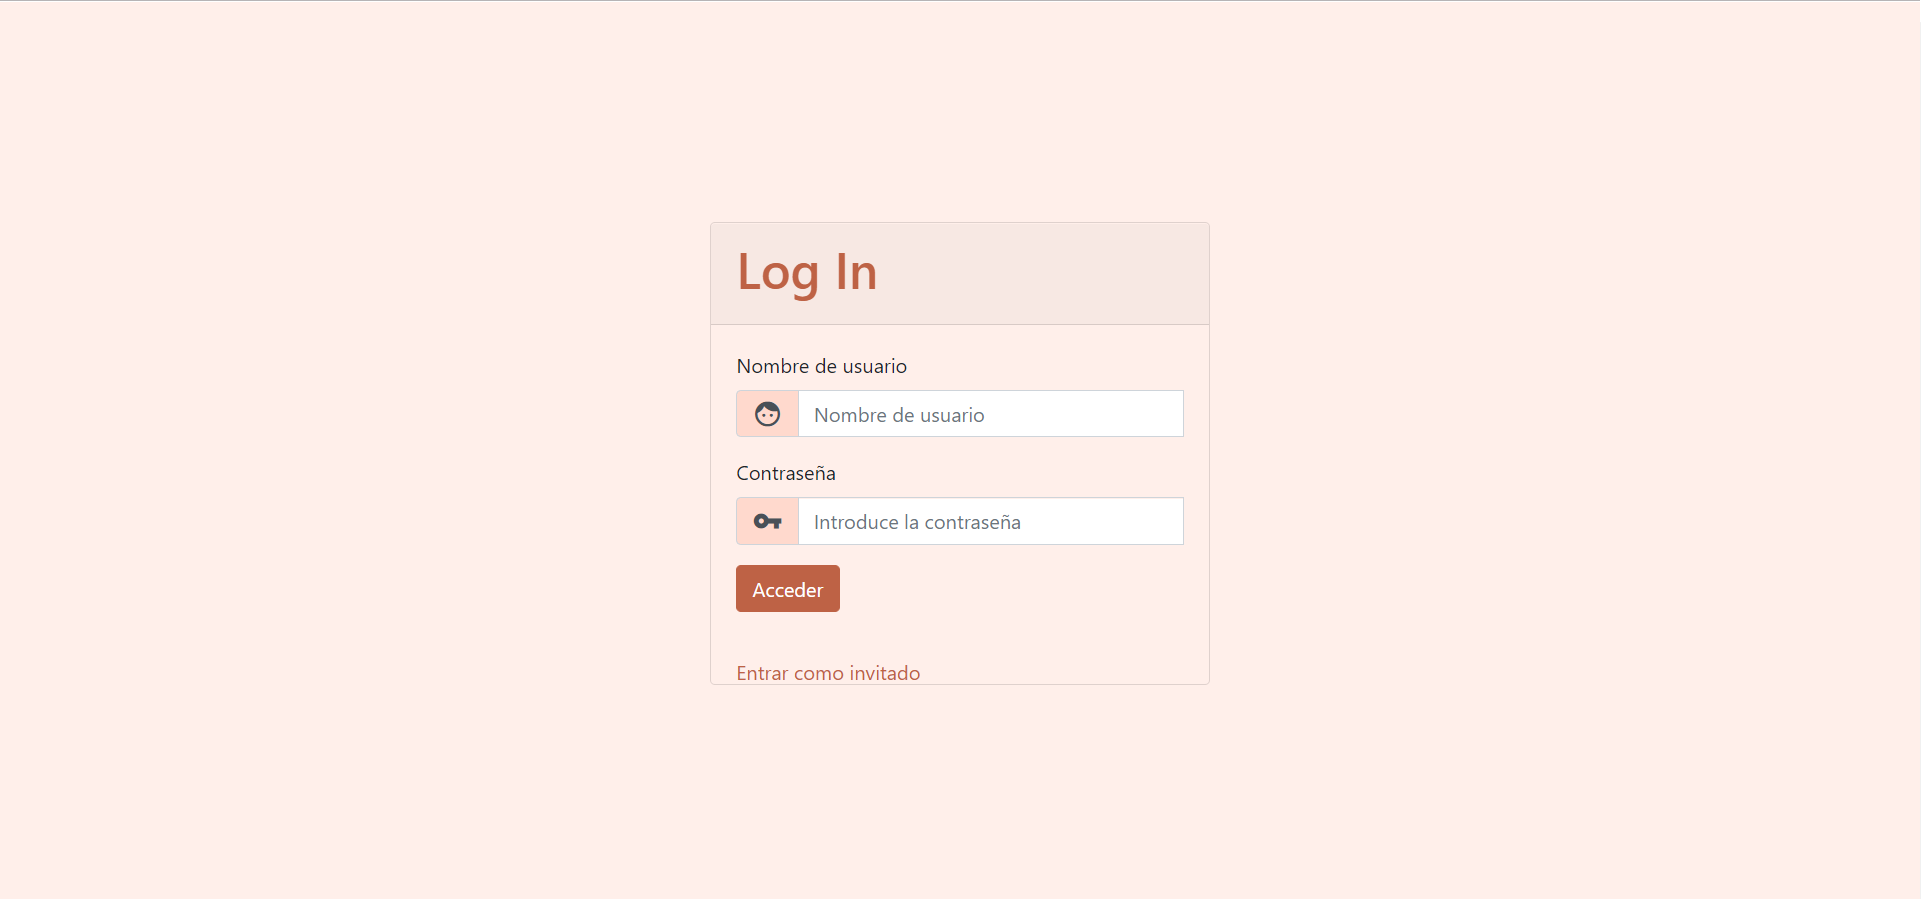 Log In
Nombre de usuario
Nombre de usuario
Contraseña
Introduce la contraseña
Acceder
Entrar como invitado